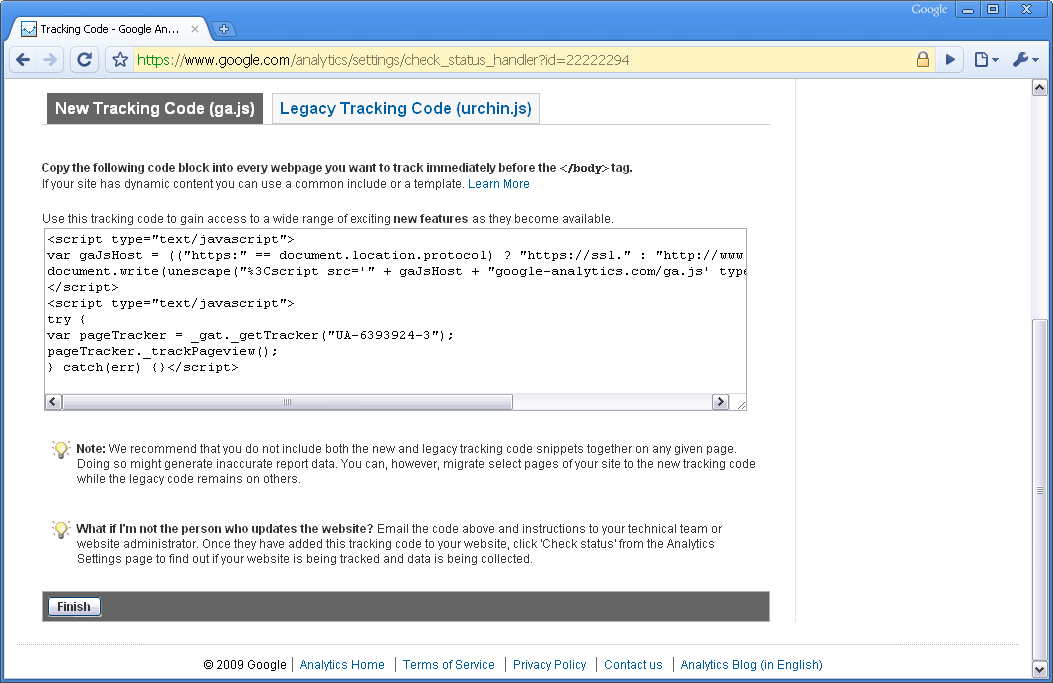 Google
Tracking Code - Google An...
https://www.google.com/analytics/settings/check_status_handler?id=22222294
New Tracking Code (ga.js)
Legacy Tracking Code (urchin.js)
Copy the following code block into every webpage you want to track immediately before the </body> tag.
If your site has dynamic content you can use a common include or a template. Learn More
Use this tracking code to gain access to a wide range of exciting new features as they become available.
<script type="text/javascript">
var gaJsHost = (("https:" == document.location.protocol) ? "https://ssl." : "http://www
document.write(unescape("%3Cscript src='" + gaJsHost + "google-analytics.com/ga.js' type
</script>
<script type="text/javascript">
try {
var pageTracker = _gat._getTracker("UA-6393924-3");
pageTracker._trackPageview();
} catch(err) {}</script>
Note: We recommend that you do not include both the new and legacy tracking code snippets together on any given page.
Doing so might generate inaccurate report data. You can, however, migrate select pages of your site to the new tracking code
while the legacy code remains on others.
What if I'm not the person who updates the website? Email the code above and instructions to your technical team or
website administrator. Once they have added this tracking code to your website, click 'Check status' from the Analytics
Settings page to find out if your website is being tracked and data is being collected.
Finish
© 2009 Google | Analytics Home | Terms of Service | Privacy Policy | Contact us | Analytics Blog (in English)